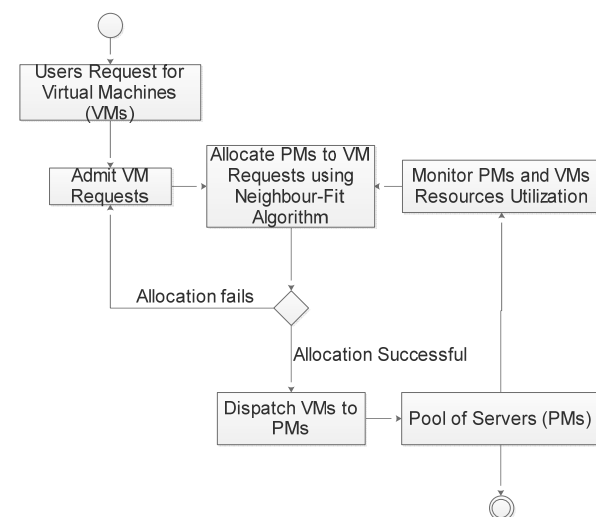 Users Request for
Virtual Machines
(VMs)
Admit VM
Requests
Allocate PMs to VM
Requests using
Neighbour-Fit
Algorithm
Monitor PMs and VMs
Resources Utilization
Allocation fails
Allocation Successful
Dispatch VMs to
PMs
Pool of Servers (PMs)